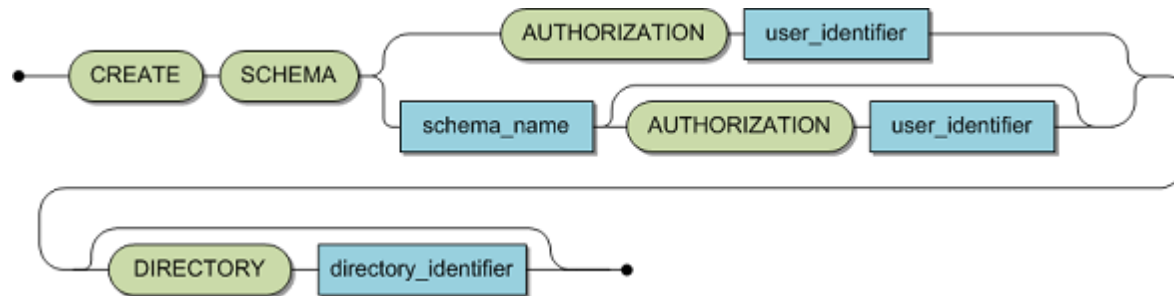 AUTHORIZATION user_identifier
CREATE SCHEMA
schema_name AUTHORIZATION user_identifier
DIRECTORY directory_identifier